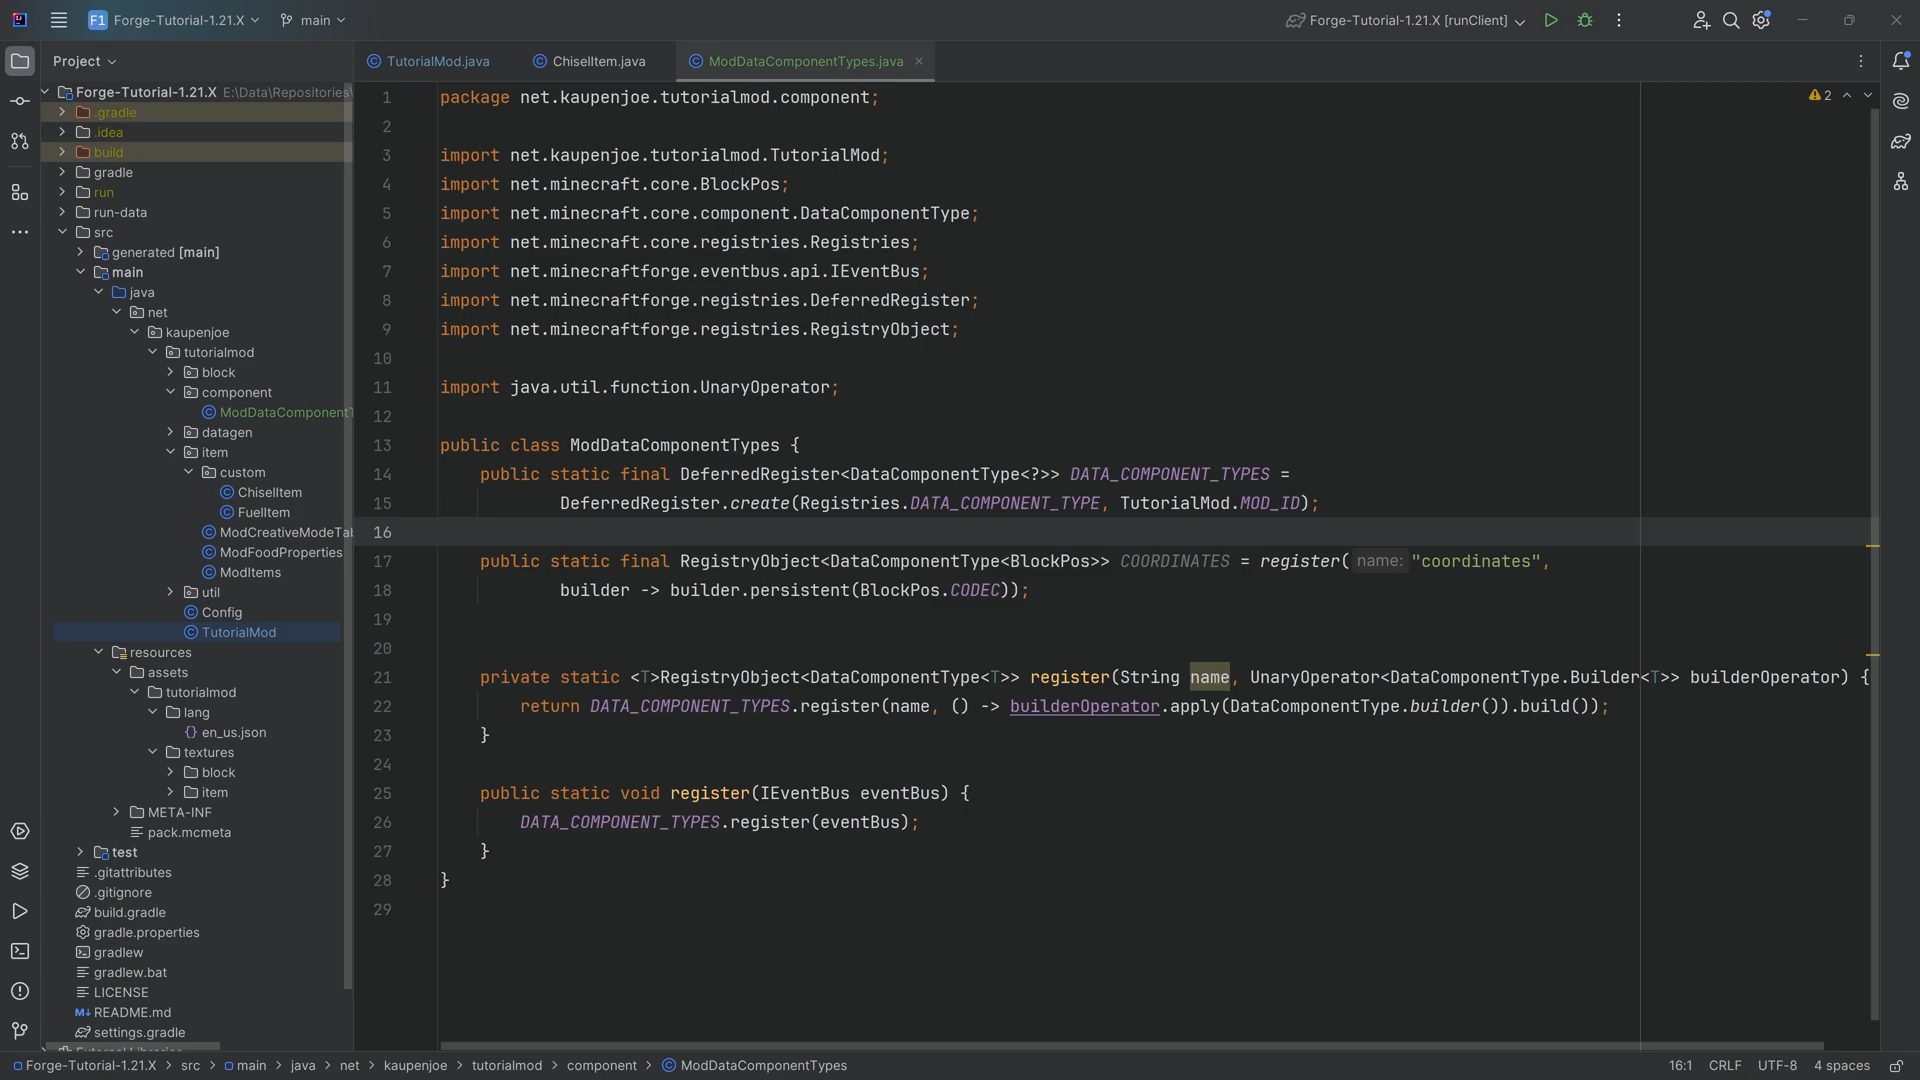 F1 Forge-Tutorial-1.21.X main
Forge-Tutorial-1.21.X [runClient]
Project
TutorialMod.java
ChiselItem.java
ModDataComponentTypes.java
Forge-Tutorial-1.21.X E:\Data\Repositories\
.gradle
.idea
build
gradle
run
run-data
src
generated [main]
main
java
net
kaupenjoe
tutorialmod
block
component
ModDataComponentT
datagen
item
custom
ChiselItem
FuelItem
ModCreativeModeTab
ModFoodProperties
ModItems
util
Config
TutorialMod
resources
assets
tutorialmod
lang
en_us.json
textures
block
item
META-INF
pack.mcmeta
test
.gitattributes
.gitignore
build.gradle
gradle.properties
gradlew
gradlew.bat
LICENSE
README.md
settings.gradle
2
1 package net.kaupenjoe.tutorialmod.component;
2
3 import net.kaupenjoe.tutorialmod.TutorialMod;
4 import net.minecraft.core.BlockPos;
5 import net.minecraft.core.component.DataComponentType;
6 import net.minecraft.core.registries.Registries;
7 import net.minecraftforge.eventbus.api.IEventBus;
8 import net.minecraftforge.registries.DeferredRegister;
9 import net.minecraftforge.registries.RegistryObject;
10
11 import java.util.function.UnaryOperator;
12
13 public class ModDataComponentTypes {
14 public static final DeferredRegister<DataComponentType<?>> DATA_COMPONENT_TYPES =
15 DeferredRegister.create(Registries.DATA_COMPONENT_TYPE, TutorialMod.MOD_ID);
16
17 public static final RegistryObject<DataComponentType<BlockPos>> COORDINATES = register( name: "coordinates",
18 builder -> builder.persistent(BlockPos.CODEC));
19
20
21 private static <T>RegistryObject<DataComponentType<T>> register(String name, UnaryOperator<DataComponentType.Builder<T>> builderOperator) {
22 return DATA_COMPONENT_TYPES.register(name, () -> builderOperator.apply(DataComponentType.builder()).build());
23 }
24
25 public static void register(IEventBus eventBus) {
26 DATA_COMPONENT_TYPES.register(eventBus);
27 }
28 }
29
Forge-Tutorial-1.21.X > src > main > java > net > kaupenjoe > tutorialmod > component > ModDataComponentTypes
16:1 CRLF UTF-8 4 spaces